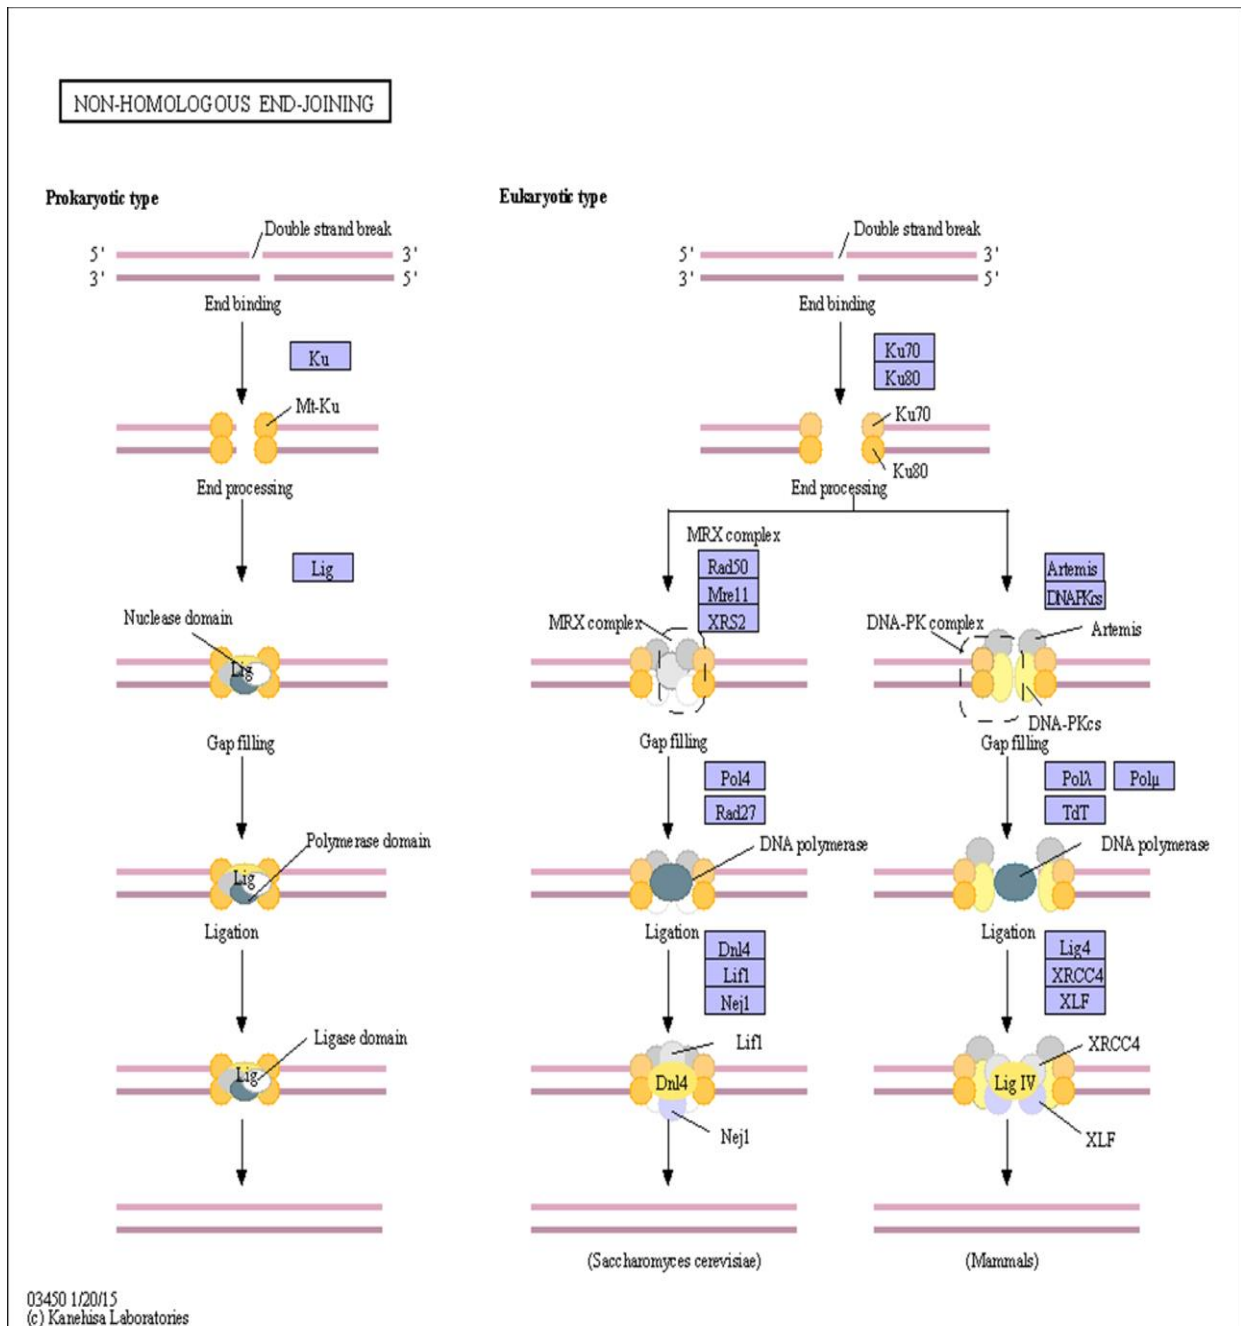 NON-HOMOLOGOUS END-JOINING
Prokaryotic type
Double strand break
5'
3'
3'
5'
End binding
Ku
Mt-Ku
End processing
Lig
Nuclease domain
Lig
Gap filling
Polymerase domain
Lig
Ligation
Ligase domain
Lig
Eukaryotic type
Double strand break
5'
3'
3'
5'
End binding
Ku70
Ku80
Ku70
Ku80
End processing
MRX complex
Rad50
Mre11
XRS2
MRX complex
Gap filling
Pol4
Rad27
DNA polymerase
Ligation
Dnl4
Lif1
Nej1
Lif1
Dnl4
Nej1
(Saccharomyces cerevisiae)
Artemis
DNAPKcs
DNA-PK complex
Artemis
DNA-PKcs
Gap filling
Polλ
Polμ
TdT
DNA polymerase
Ligation
Lig4
XRCC4
XLF
XRCC4
Lig IV
XLF
(Mammals)
03450 1/20/15
(c) Kanehisa Laboratories